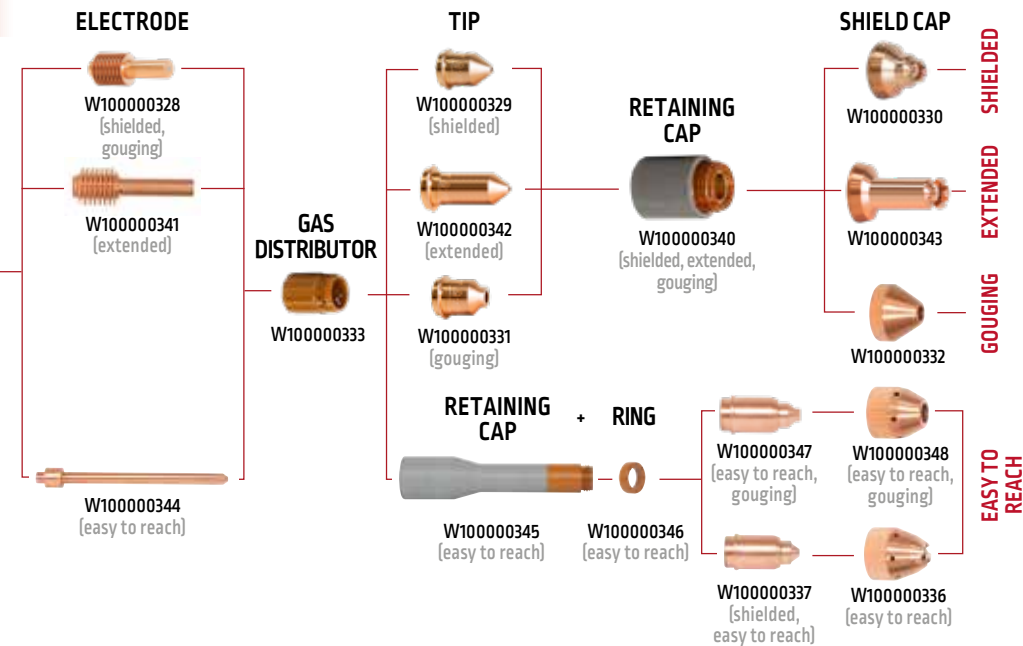 ELECTRODE
W100000328
(shielded,
gouging)
W100000341
(extended)
W100000344
(easy to reach)
GAS
DISTRIBUTOR
W100000333
TIP
W100000329
(shielded)
W100000342
(extended)
W100000331
(gouging)
RETAINING
CAP
W100000340
(shielded, extended,
gouging)
SHIELD CAP
W100000330
SHIELDED
W100000343
EXTENDED
W100000332
GOUGING
RETAINING
CAP
+
RING
W100000345
(easy to reach)
W100000346
(easy to reach)
W100000347
(easy to reach,
gouging)
W100000348
(easy to reach,
gouging)
W100000337
(shielded,
easy to reach)
W100000336
(easy to reach)
EASY TO
REACH